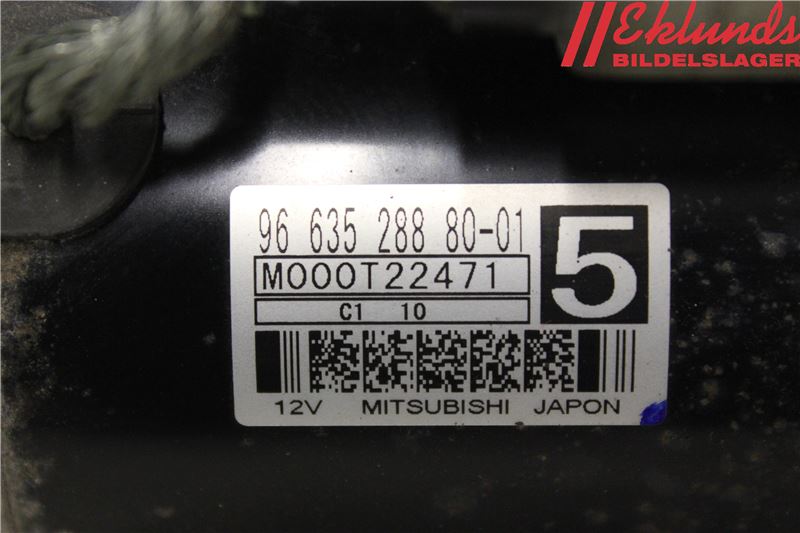 Eklunds
BILDELSLAGER
96 635 288 80-01
5
M000T22471
C1 10
12V MITSUBISHI JAPON